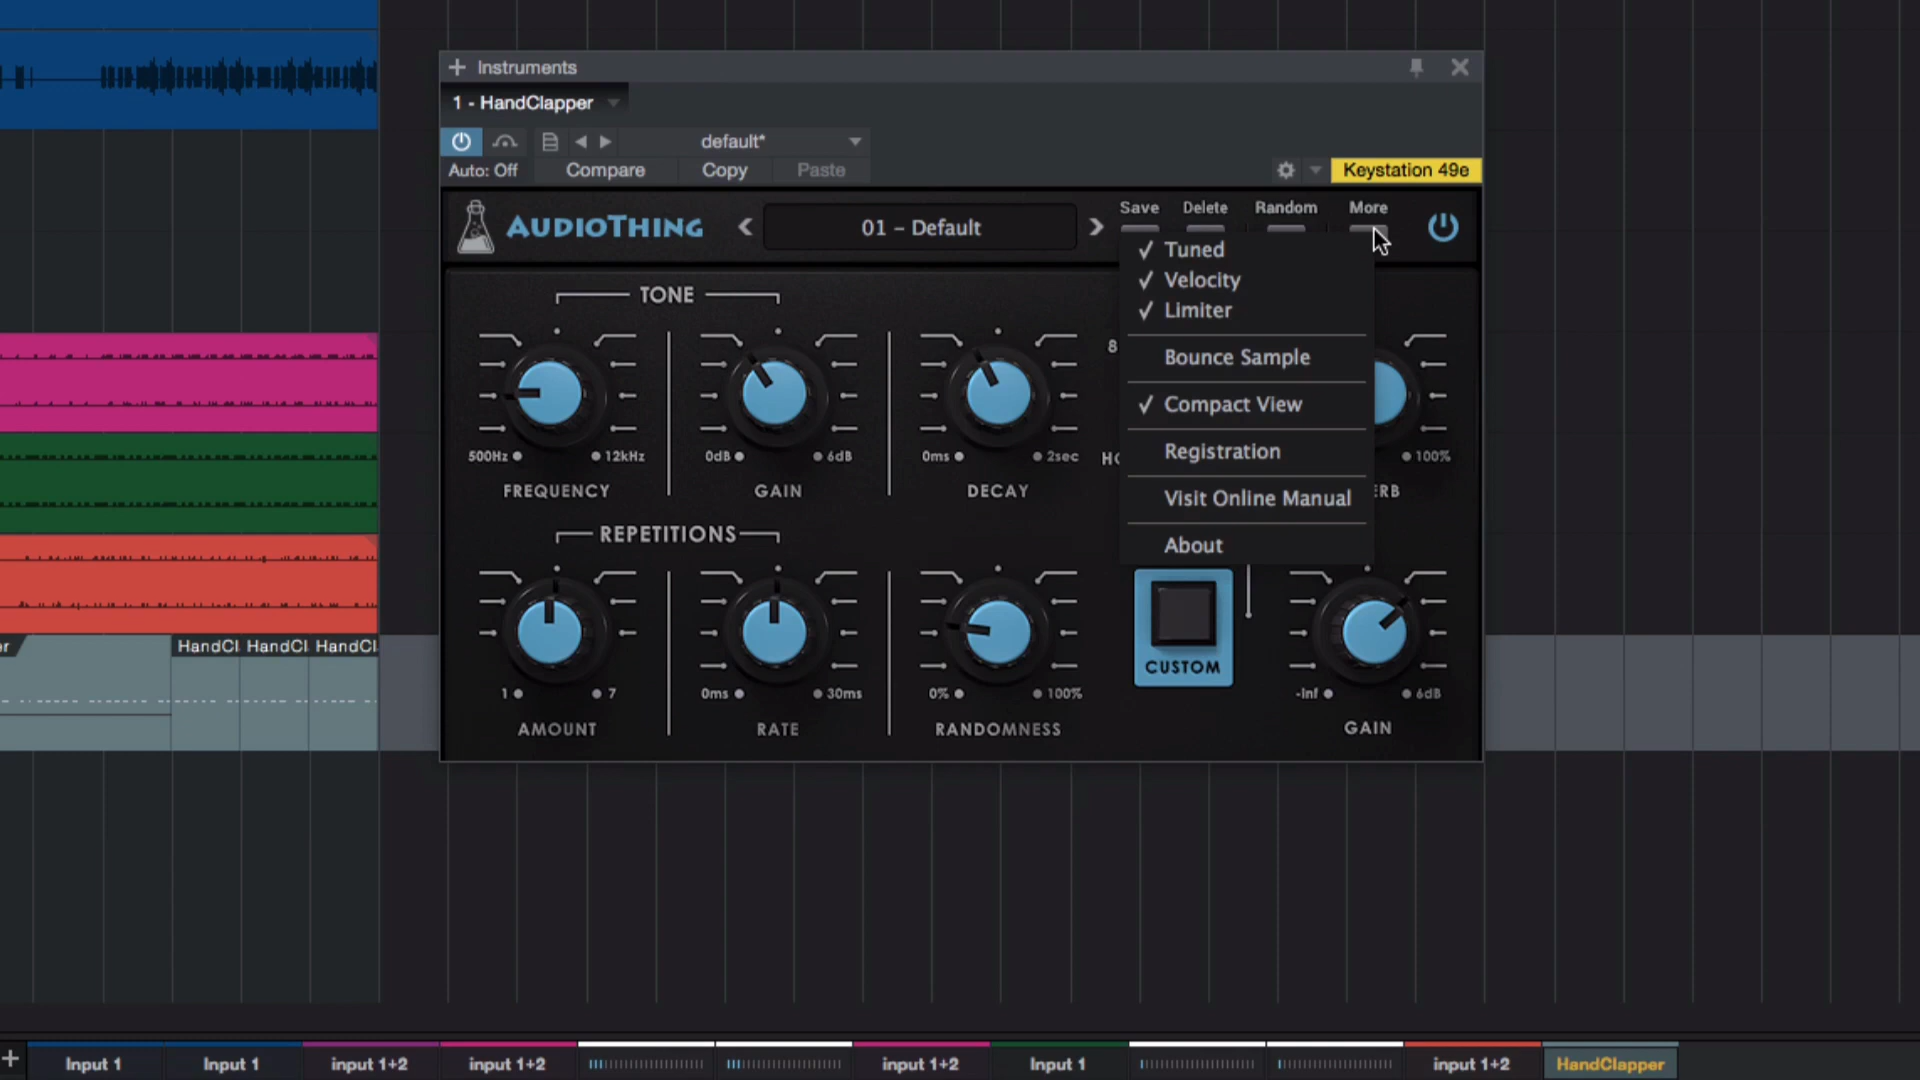 Instruments
1 - HandClapper
default*
Auto: Off
Compare
Copy
Paste
Keystation 49e
AUDIOTHING
01 – Default
Save
Delete
Random
More
Tuned
Velocity
Limiter
Bounce Sample
Compact View
Registration
Visit Online Manual
About
TONE
8
500Hz
12kHz
0dB
6dB
0ms
2sec
HO
100%
FREQUENCY
GAIN
DECAY
ERB
REPETITIONS
CUSTOM
1
7
0ms
30ms
0%
100%
-Inf
6dB
AMOUNT
RATE
RANDOMNESS
GAIN
er
HandCl
HandCl
HandCl
Input 1
Input 1
input 1+2
input 1+2
input 1+2
Input 1
input 1+2
HandClapper